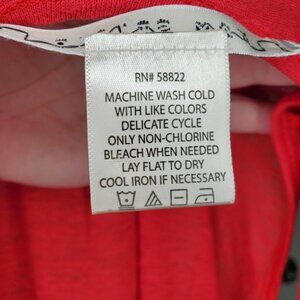 RN# 58822
MACHINE WASH COLD
WITH LIKE COLORS
DELICATE CYCLE
ONLY NON-CHLORINE
BLEACH WHEN NEEDED
LAY FLAT TO DRY
COOL IRON IF NECESSARY